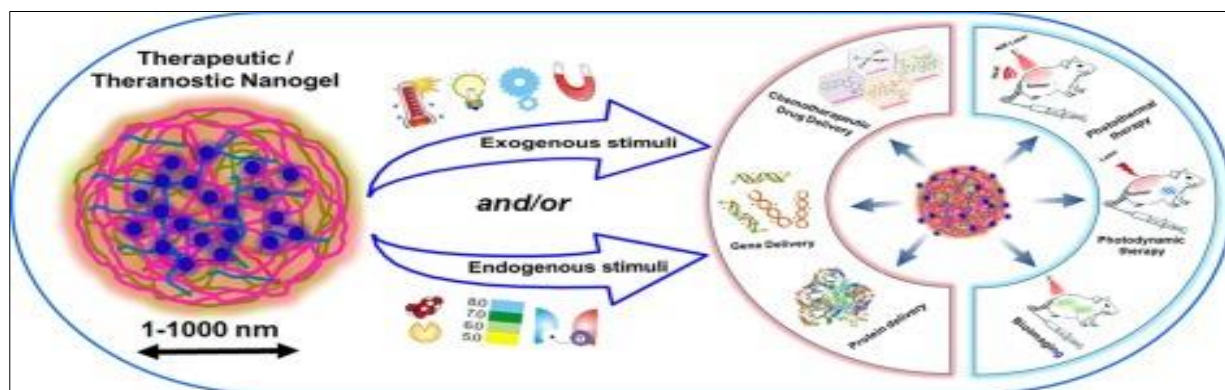 Therapeutic /
Theranostic Nanogel
1-1000 nm
Exogenous stimuli
and/or
Endogenous stimuli
8.0
7.0
6.0
5.0
Chemotherapeutic
Drug Delivery
Gene Delivery
Protein delivery
Photothermal
therapy
Photodynamic
therapy
Bioimaging